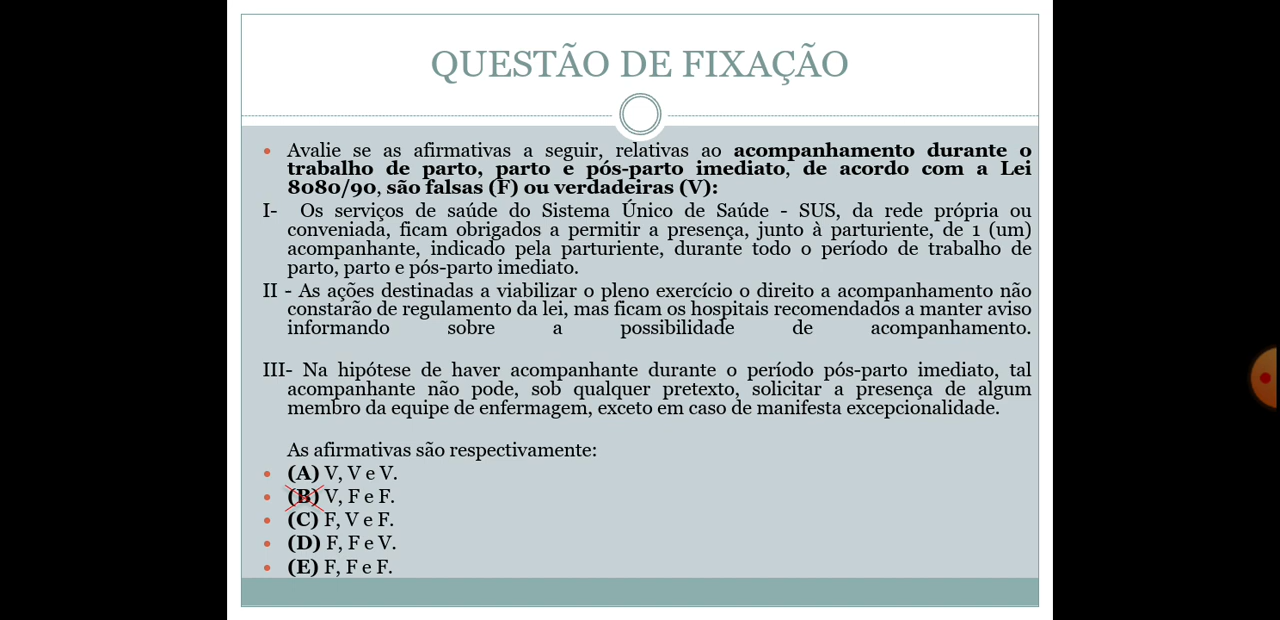 QUESTÃO DE FIXAÇÃO
• Avalie se as afirmativas a seguir, relativas ao acompanhamento durante o
trabalho de parto, parto e pós-parto imediato, de acordo com a Lei
8080/90, são falsas (F) ou verdadeiras (V):
I- Os serviços de saúde do Sistema Único de Saúde - SUS, da rede própria ou
conveniada, ficam obrigados a permitir a presença, junto à parturiente, de 1 (um)
acompanhante, indicado pela parturiente, durante todo o período de trabalho de
parto, parto e pós-parto imediato.
II - As ações destinadas a viabilizar o pleno exercício o direito a acompanhamento não
constarão de regulamento da lei, mas ficam os hospitais recomendados a manter aviso
informando sobre a possibilidade de acompanhamento.
III- Na hipótese de haver acompanhante durante o período pós-parto imediato, tal
acompanhante não pode, sob qualquer pretexto, solicitar a presença de algum
membro da equipe de enfermagem, exceto em caso de manifesta excepcionalidade.
As afirmativas são respectivamente:
• (A) V, V e V.
• (B) V, F e F.
• (C) F, V e F.
• (D) F, F e V.
• (E) F, F e F.